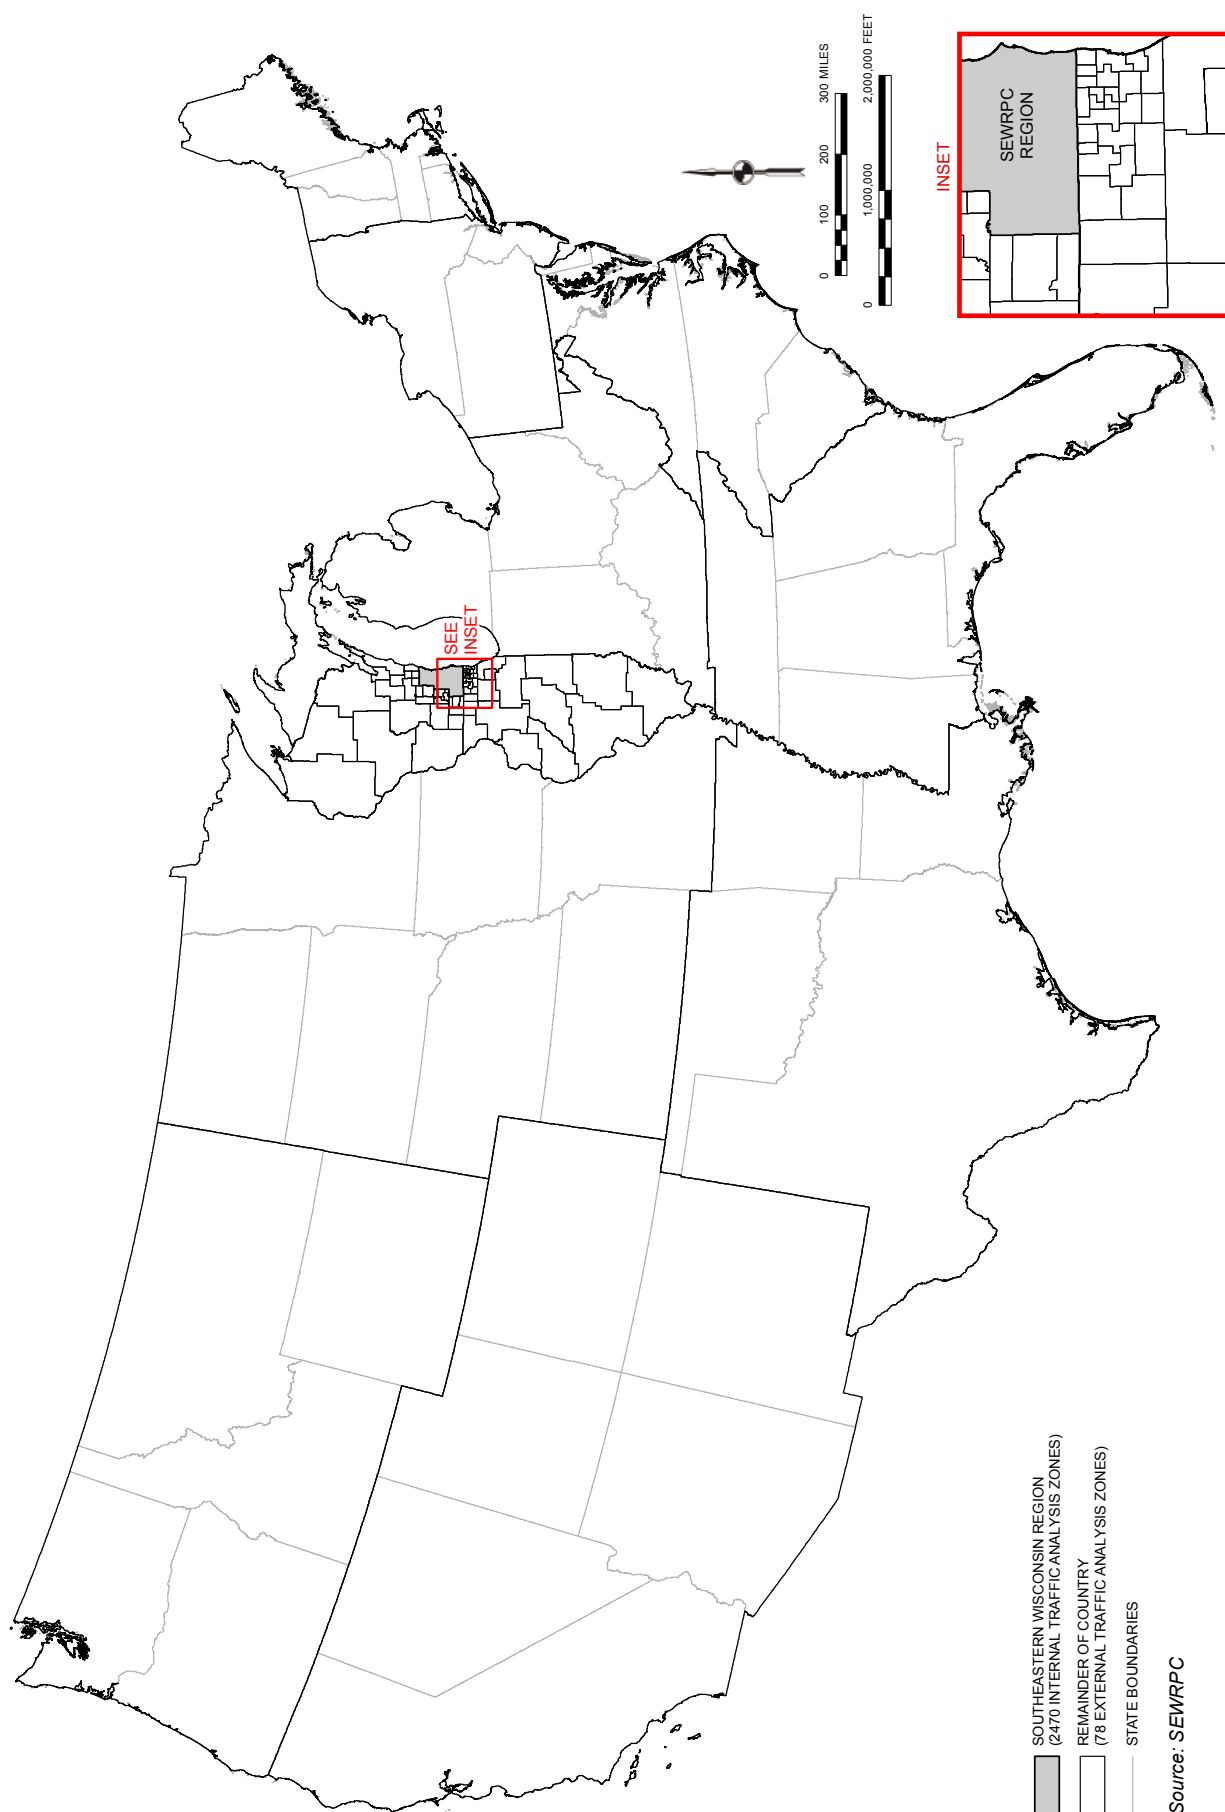 SEE
INSET
0 100 200 300 MILES
0 1,000,000 2,000,000 FEET
INSET
SEWRPC
REGION
SOUTHEASTERN WISCONSIN REGION
(2470 INTERNAL TRAFFIC ANALYSIS ZONES)
REMAINDER OF COUNTRY
(78 EXTERNAL TRAFFIC ANALYSIS ZONES)
STATE BOUNDARIES
Source: SEWRPC